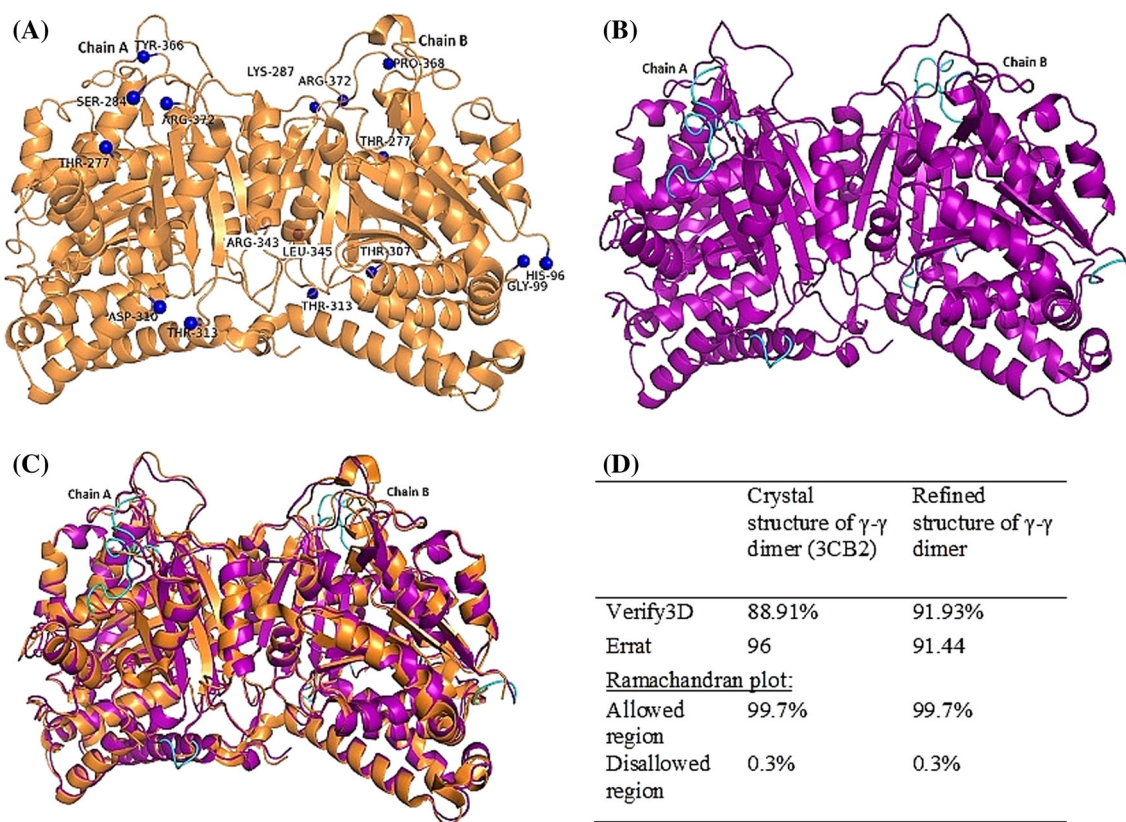 (A)
Chain A
TYR-366
Chain B
PRO-368
LYS-287
ARG-372
SER-284
ARG-372
THR-277
THR-277
ARG-343
LEU-345
THR-307
HIS-96
GLY-99
THR-313
ASP-310
THR-313
(B)
Chain A
Chain B
(C)
Chain A
Chain B
(D)
Crystal structure of γ-γ dimer (3CB2)
Refined structure of γ-γ dimer
Verify3D 88.91% 91.93%
Errat 96 91.44
Ramachandran plot:
Allowed region 99.7% 99.7%
Disallowed region 0.3% 0.3%